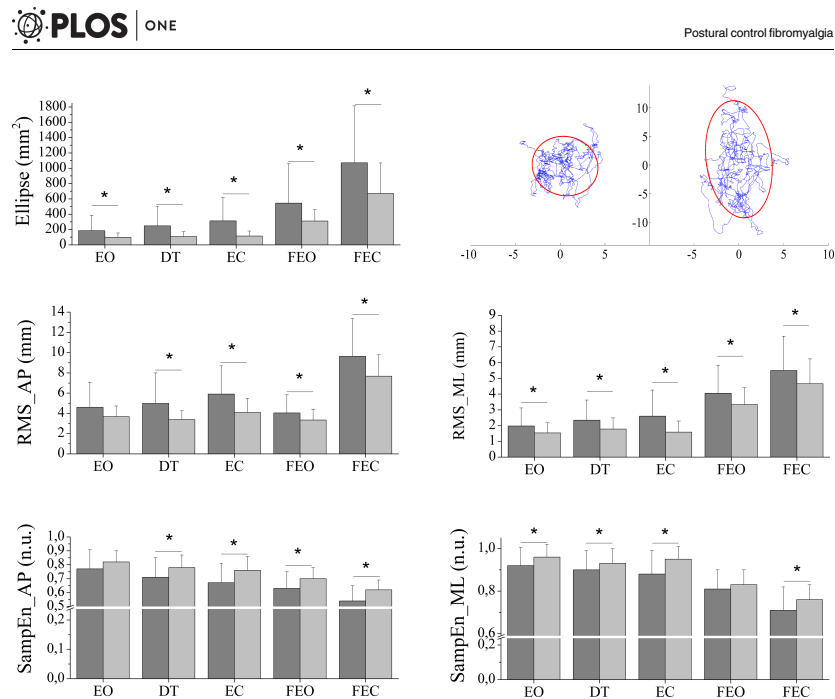 PLOS | ONE
Postural control fibromyalgia
Ellipse (mm²)
1800
1600
1400
1200
1000
800
600
400
200
0
* * * * *
EO DT EC FEO FEC
10
5
0
-5
-10
-10 -5 0 5 -5 0 5 10
RMS_AP (mm)
14
12
10
8
6
4
2
0
* * * *
EO DT EC FEO FEC
RMS_ML (mm)
9
8
7
6
5
4
3
2
1
0
* * * * *
EO DT EC FEO FEC
SampEn_AP (n.u.)
1,0
0,9
0,8
0,7
0,6
0,5
0,2
0,1
0,0
* * * *
EO DT EC FEO FEC
SampEn_ML (n.u.)
1,0
0,8
0,6
0,2
0,0
* * * *
EO DT EC FEO FEC